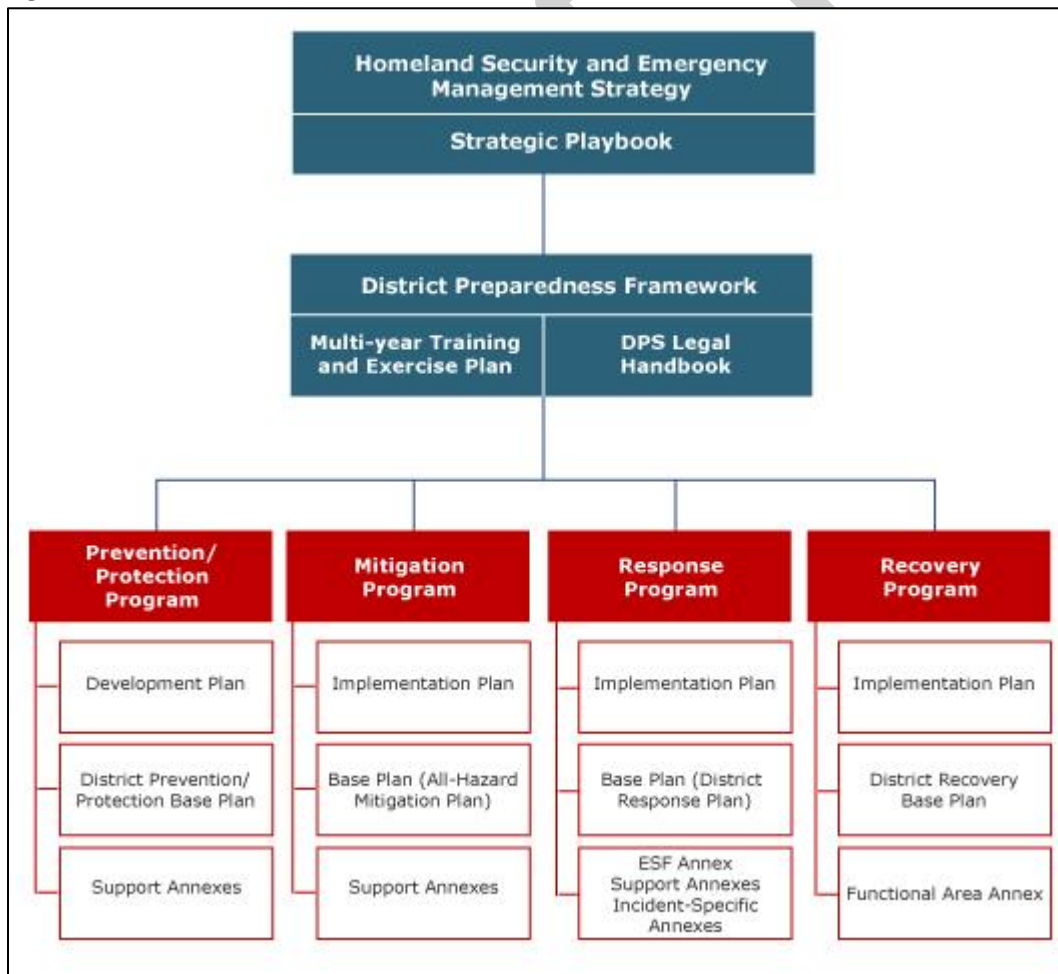 Homeland Security and Emergency
Management Strategy
Strategic Playbook
District Preparedness Framework
Multi-year Training
and Exercise Plan
DPS Legal
Handbook
Prevention/
Protection
Program
Development Plan
District Prevention/
Protection Base Plan
Support Annexes
Mitigation
Program
Implementation Plan
Base Plan (All-Hazard
Mitigation Plan)
Support Annexes
Response
Program
Implementation Plan
Base Plan (District
Response Plan)
ESF Annex
Support Annexes
Incident-Specific
Annexes
Recovery
Program
Implementation Plan
District Recovery
Base Plan
Functional Area Annex